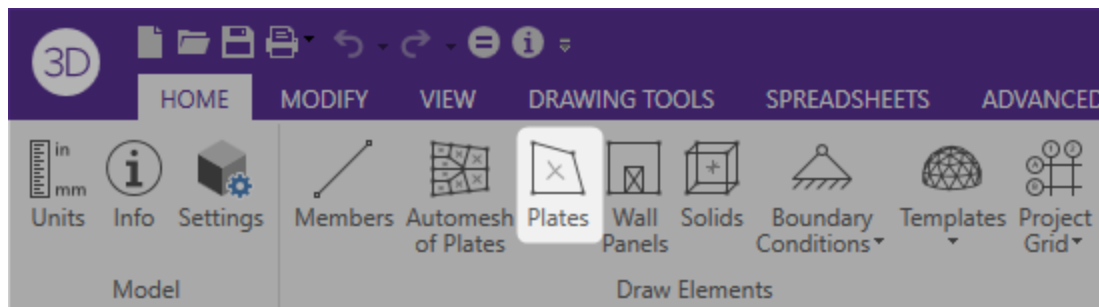 3D
HOME MODIFY VIEW DRAWING TOOLS SPREADSHEETS ADVANCED
in
mm
Units Info Settings Members Automesh of Plates Plates Wall Panels Solids Boundary Conditions Templates Project Grid
Model Draw Elements